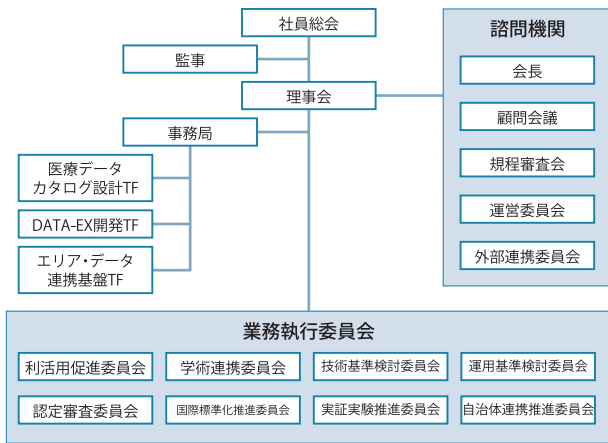 社員総会
監事
理事会
事務局
医療データ
カタログ設計TF
DATA-EX開発TF
エリア・データ
連携基盤TF
諮問機関
会長
顧問会議
規程審査会
運営委員会
外部連携委員会
業務執行委員会
利活用促進委員会
学術連携委員会
技術基準検討委員会
運用基準検討委員会
認定審査委員会
国際標準化推進委員会
実証実験推進委員会
自治体連携推進委員会